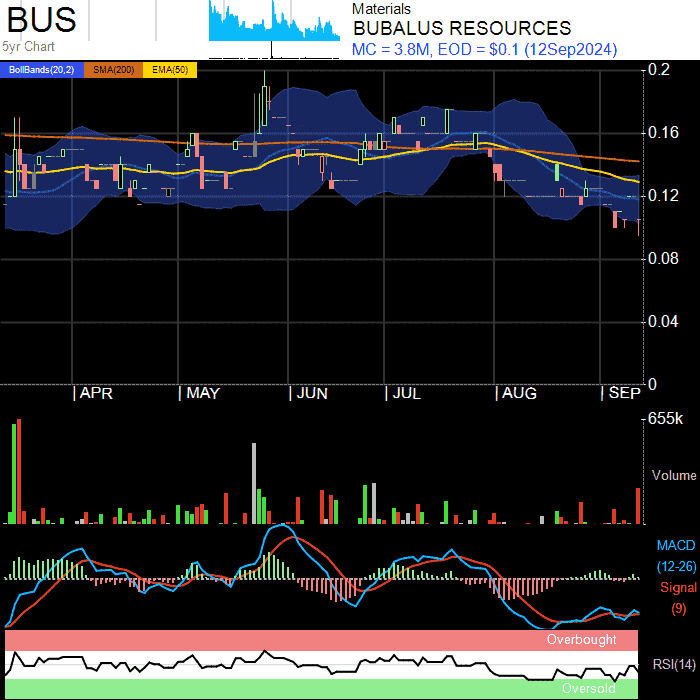 BUS
5yr Chart
Materials
BUBALUS RESOURCES
MC = 3.8M, EOD = $0.1 (12Sep2024)
BollBands(20,2) SMA(200) EMA(50)
0.2
0.16
0.12
0.08
0.04
0
APR MAY JUN JUL AUG SEP
655k
Volume
MACD
(12-26)
Signal
(9)
Overbought
RSI(14)
Oversold